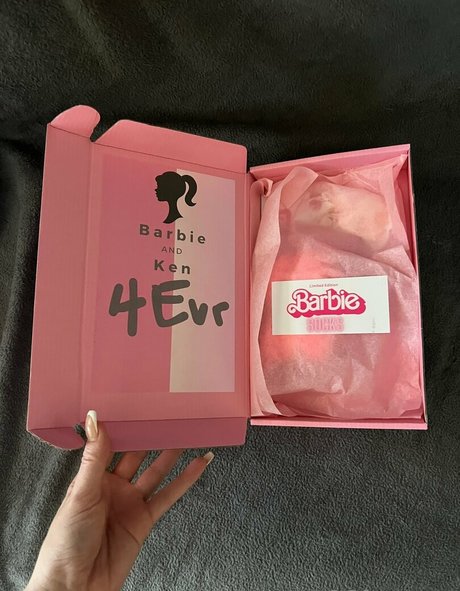 Barbie
AND
Ken
4Evr
Limited Edition
Barbie
SOCKS